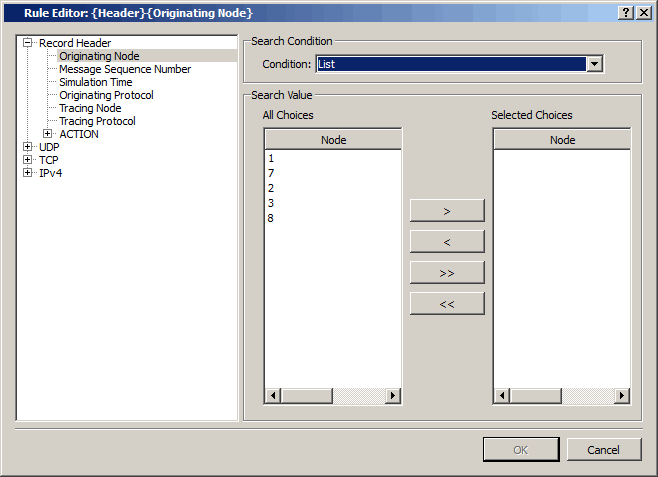 Rule Editor: {Header}{Originating Node}
Record Header
Originating Node
Message Sequence Number
Simulation Time
Originating Protocol
Tracing Node
Tracing Protocol
ACTION
UDP
TCP
IPv4
Search Condition
Condition: List
Search Value
All Choices
Node
1
7
2
3
8
>
<
>>
<<
Selected Choices
Node
OK
Cancel